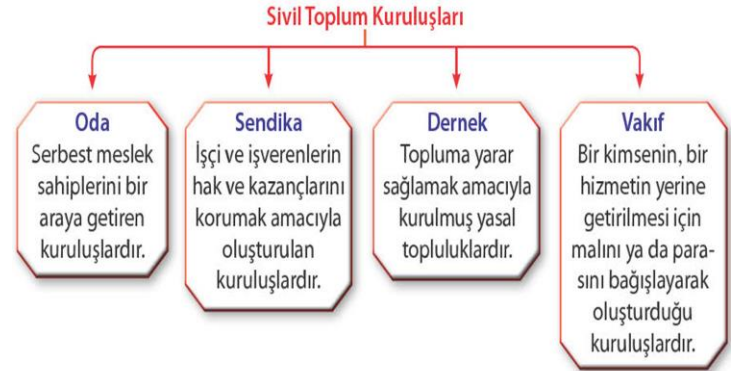 Sivil Toplum Kuruluşları
Oda
Serbest meslek
sahiplerini bir
araya getiren
kuruluşlardır.
Sendika
İşçi ve işverenlerin
hak ve kazançlarını
korumak amacıyla
oluşturulan
kuruluşlardır.
Dernek
Topluma yarar
sağlamak amacıyla
kurulmuş yasal
topluluklardır.
Vakıf
Bir kimsenin, bir
hizmetin yerine
getirilmesi için
malını ya da para-
sını bağışlayarak
oluşturduğu
kuruluşlardır.